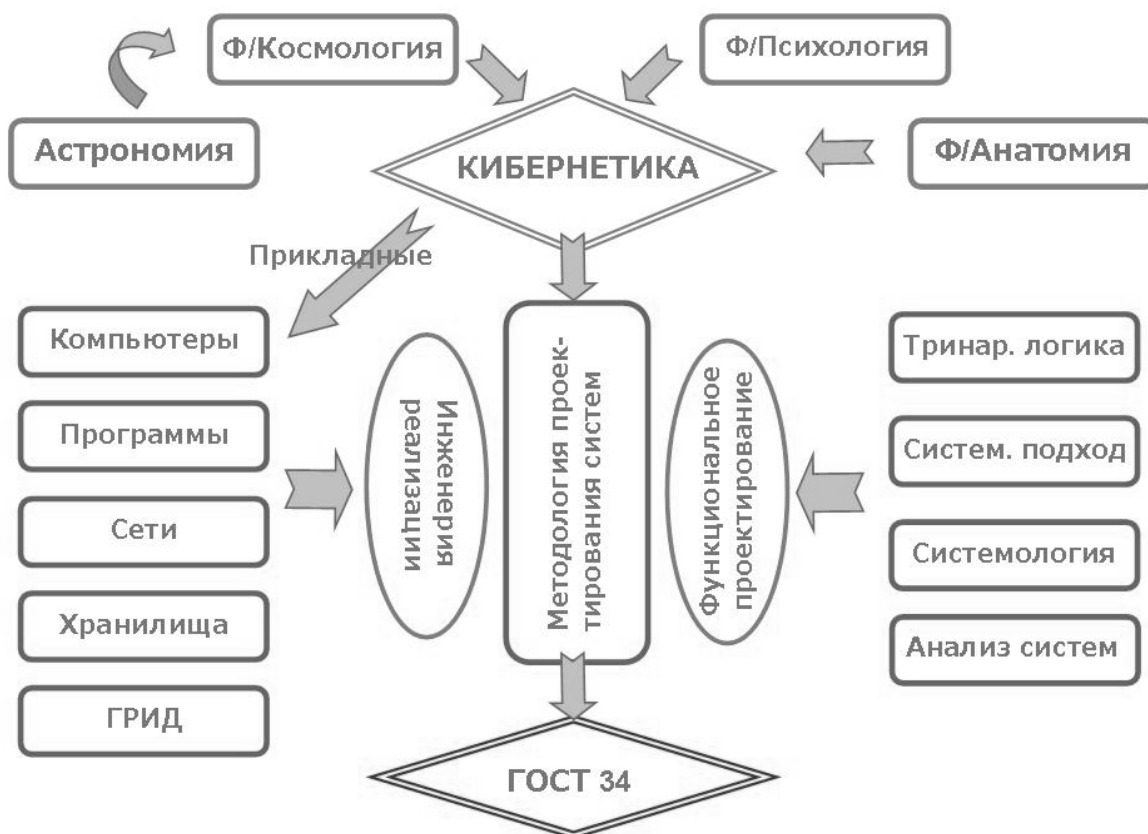 Ф/Космология
Ф/Психология
Астрономия
КИБЕРНЕТИКА
Ф/Анатомия
Прикладные
Компьютеры
Программы
Сети
Хранилища
ГРИД
Инженерия
реализации
Методология проек-
тирования систем
Функциональное
проектирование
Тринар. логика
Систем. подход
Системология
Анализ систем
ГОСТ 34